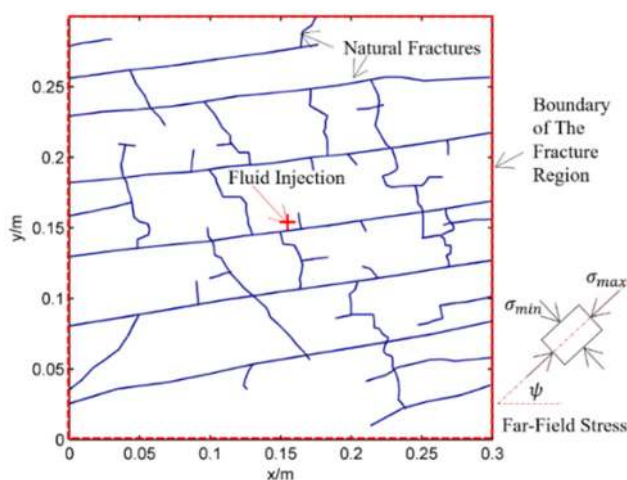 Natural Fractures
0.25
Boundary
of The
Fracture
Region
0.2
Fluid Injection
y/m
0.15
0.1
σmin
σmax
0.05
ψ
0
Far-Field Stress
0
0.05
0.1
0.15
0.2
0.25
0.3
x/m